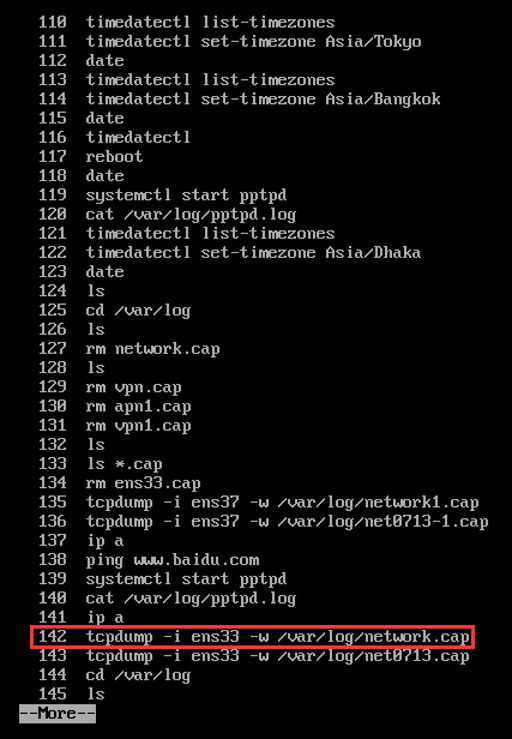 110 timedatectl list-timezones
111 timedatectl set-timezone Asia/Tokyo
112 date
113 timedatectl list-timezones
114 timedatectl set-timezone Asia/Bangkok
115 date
116 timedatectl
117 reboot
118 date
119 systemctl start pptpd
120 cat /var/log/pptpd.log
121 timedatectl list-timezones
122 timedatectl set-timezone Asia/Dhaka
123 date
124 ls
125 cd /var/log
126 ls
127 rm network.cap
128 ls
129 rm vpn.cap
130 rm apn1.cap
131 rm vpn1.cap
132 ls
133 ls *.cap
134 rm ens33.cap
135 tcpdump -i ens37 -w /var/log/network1.cap
136 tcpdump -i ens37 -w /var/log/net0713-1.cap
137 ip a
138 ping www.baidu.com
139 systemctl start pptpd
140 cat /var/log/pptpd.log
141 ip a
142 tcpdump -i ens33 -w /var/log/network.cap
143 tcpdump -i ens33 -w /var/log/net0713.cap
144 cd /var/log
145 ls
--More--